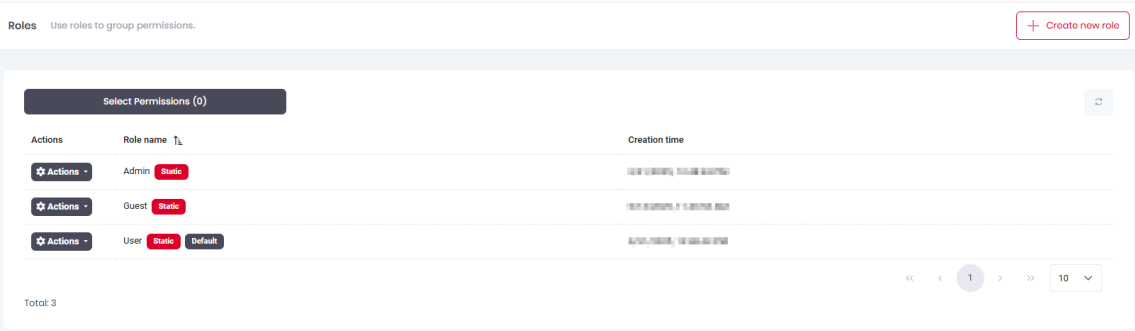 Roles Use roles to group permissions. Create new role
Select Permissions (0)
Actions Role name Creation time
Actions Admin Static
Actions Guest Static
Actions User Static Default
<< < 1 > >> 10
Total: 3